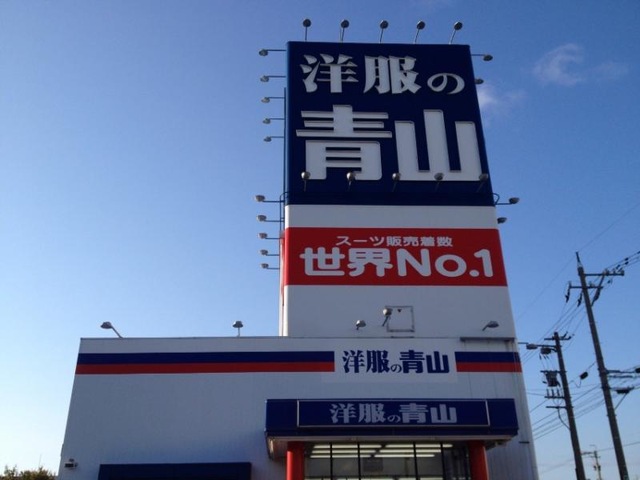 洋服の
青山
スーツ販売着数
世界No.1
洋服の青山
洋服の青山